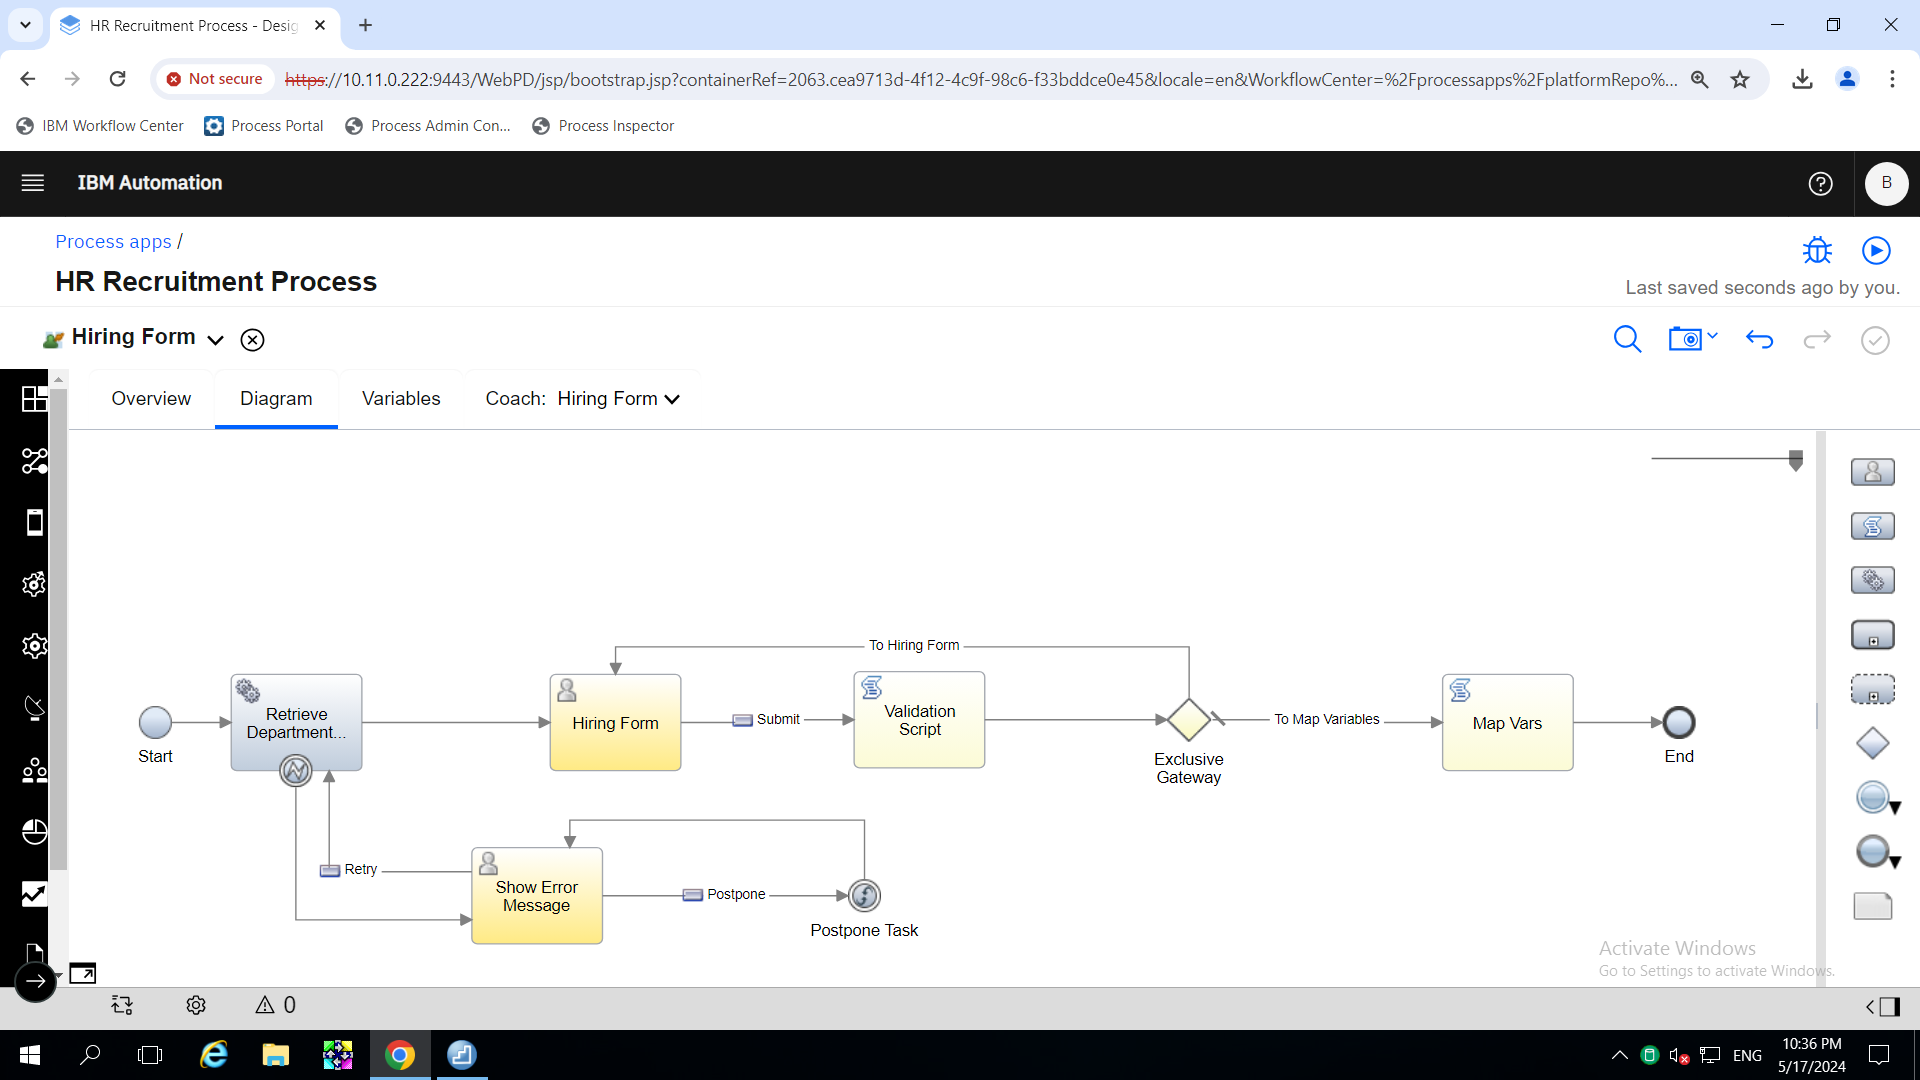 HR Recruitment Process - Desig
Not secure
https://10.11.0.222:9443/WebPD/jsp/bootstrap.jsp?containerRef=2063.cea9713d-4f12-4c9f-98c6-f33bddce0e45&locale=en&WorkflowCenter=%2Fprocessapps%2FplatformRepo%...
IBM Workflow Center
Process Portal
Process Admin Con...
Process Inspector
IBM Automation
B
Process apps /
HR Recruitment Process
Last saved seconds ago by you.
Hiring Form
Overview
Diagram
Variables
Coach: Hiring Form
To Hiring Form
Start
Retrieve
Department...
Hiring Form
Submit
Validation
Script
Exclusive
Gateway
To Map Variables
Map Vars
End
Retry
Show Error
Message
Postpone
Postpone Task
Activate Windows
Go to Settings to activate Windows.
0
ENG
10:36 PM
5/17/2024